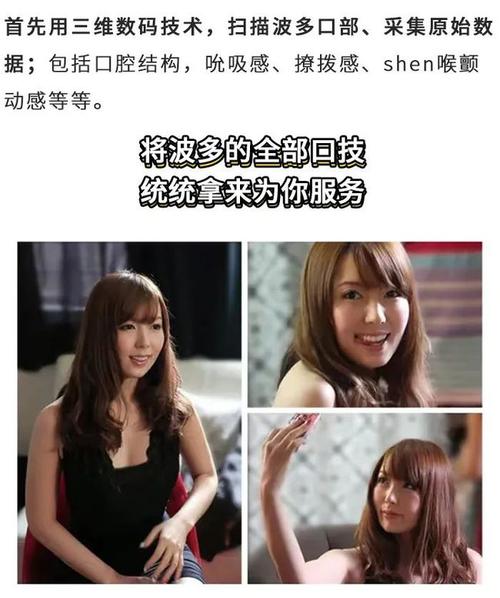 首先用三维数码技术，扫描波多口部、采集原始数
据；包括口腔结构，吮吸感、撩拨感、shen喉颤
动感等等。
将波多的全部口技
统统拿来为你服务